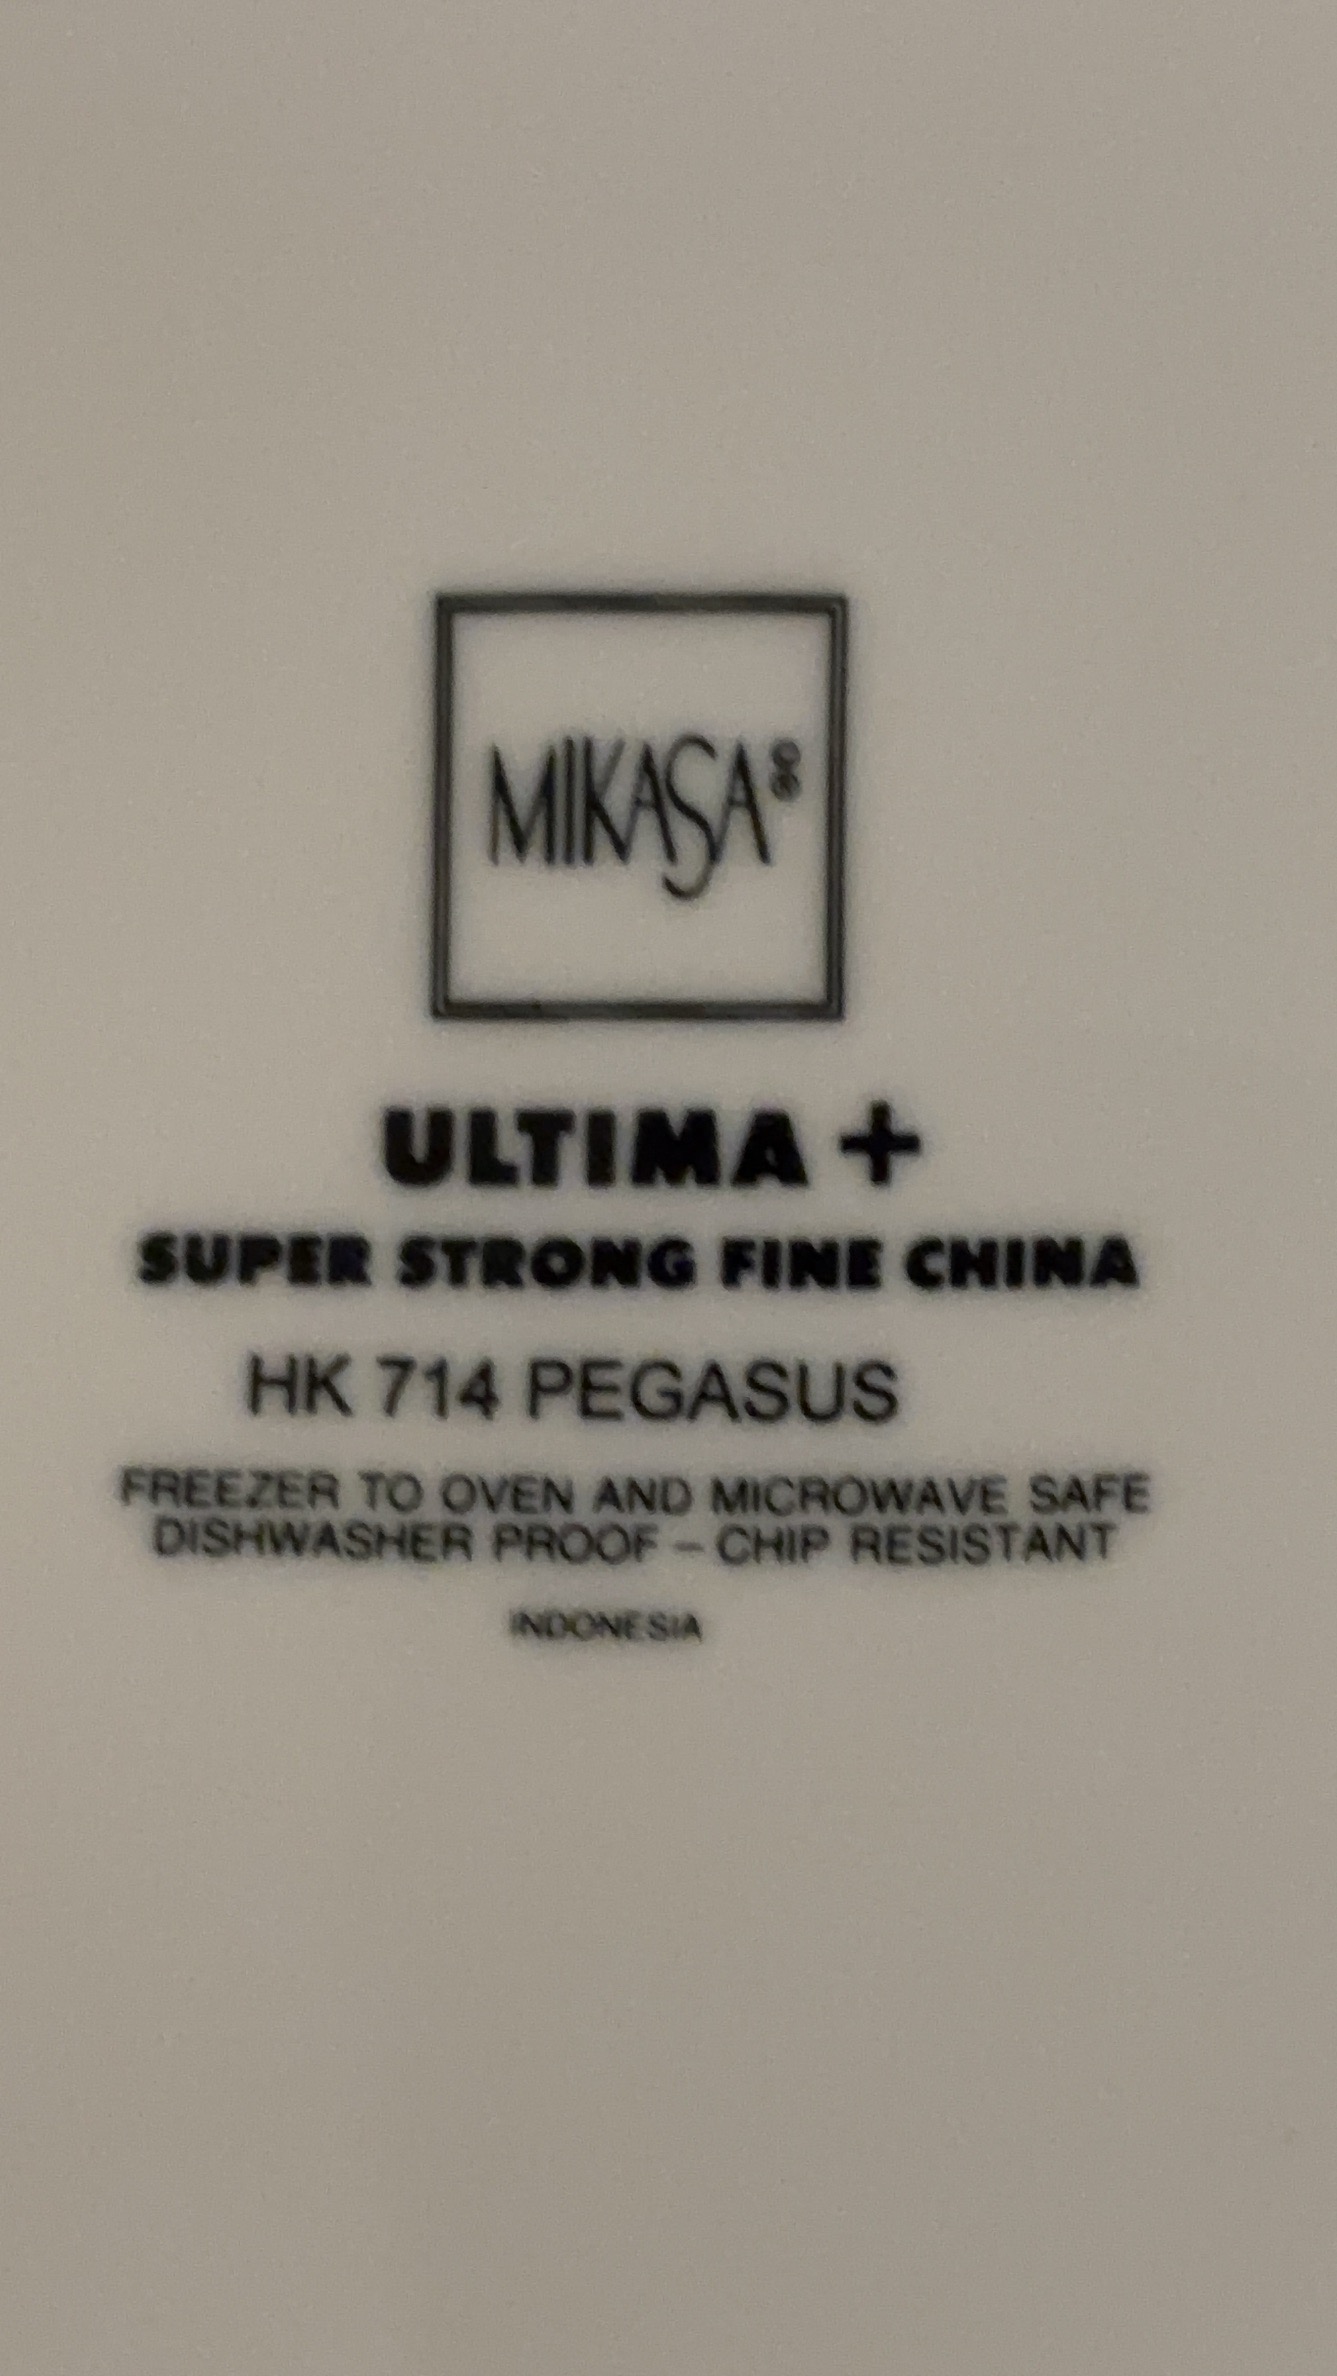 MIKASA®
ULTIMA +
SUPER STRONG FINE CHINA
HK 714 PEGASUS
FREEZER TO OVEN AND MICROWAVE SAFE
DISHWASHER PROOF – CHIP RESISTANT
INDONESIA